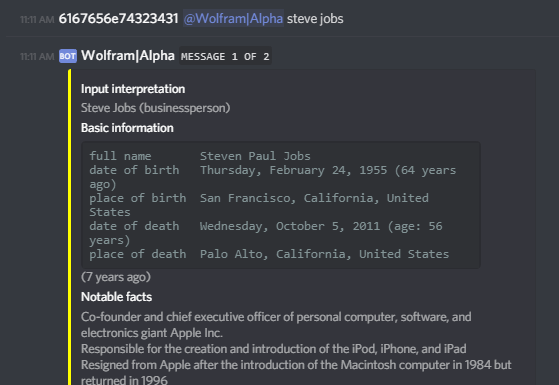 11:11 AM 6167656e74323431 @Wolfram|Alpha steve jobs
11:11 AM BOT Wolfram|Alpha MESSAGE 1 OF 2
Input interpretation
Steve Jobs (businessperson)
Basic information
full name Steven Paul Jobs
date of birth Thursday, February 24, 1955 (64 years
ago)
place of birth San Francisco, California, United
States
date of death Wednesday, October 5, 2011 (age: 56
years)
place of death Palo Alto, California, United States
(7 years ago)
Notable facts
Co-founder and chief executive officer of personal computer, software, and
electronics giant Apple Inc.
Responsible for the creation and introduction of the iPod, iPhone, and iPad
Resigned from Apple after the introduction of the Macintosh computer in 1984 but
returned in 1996